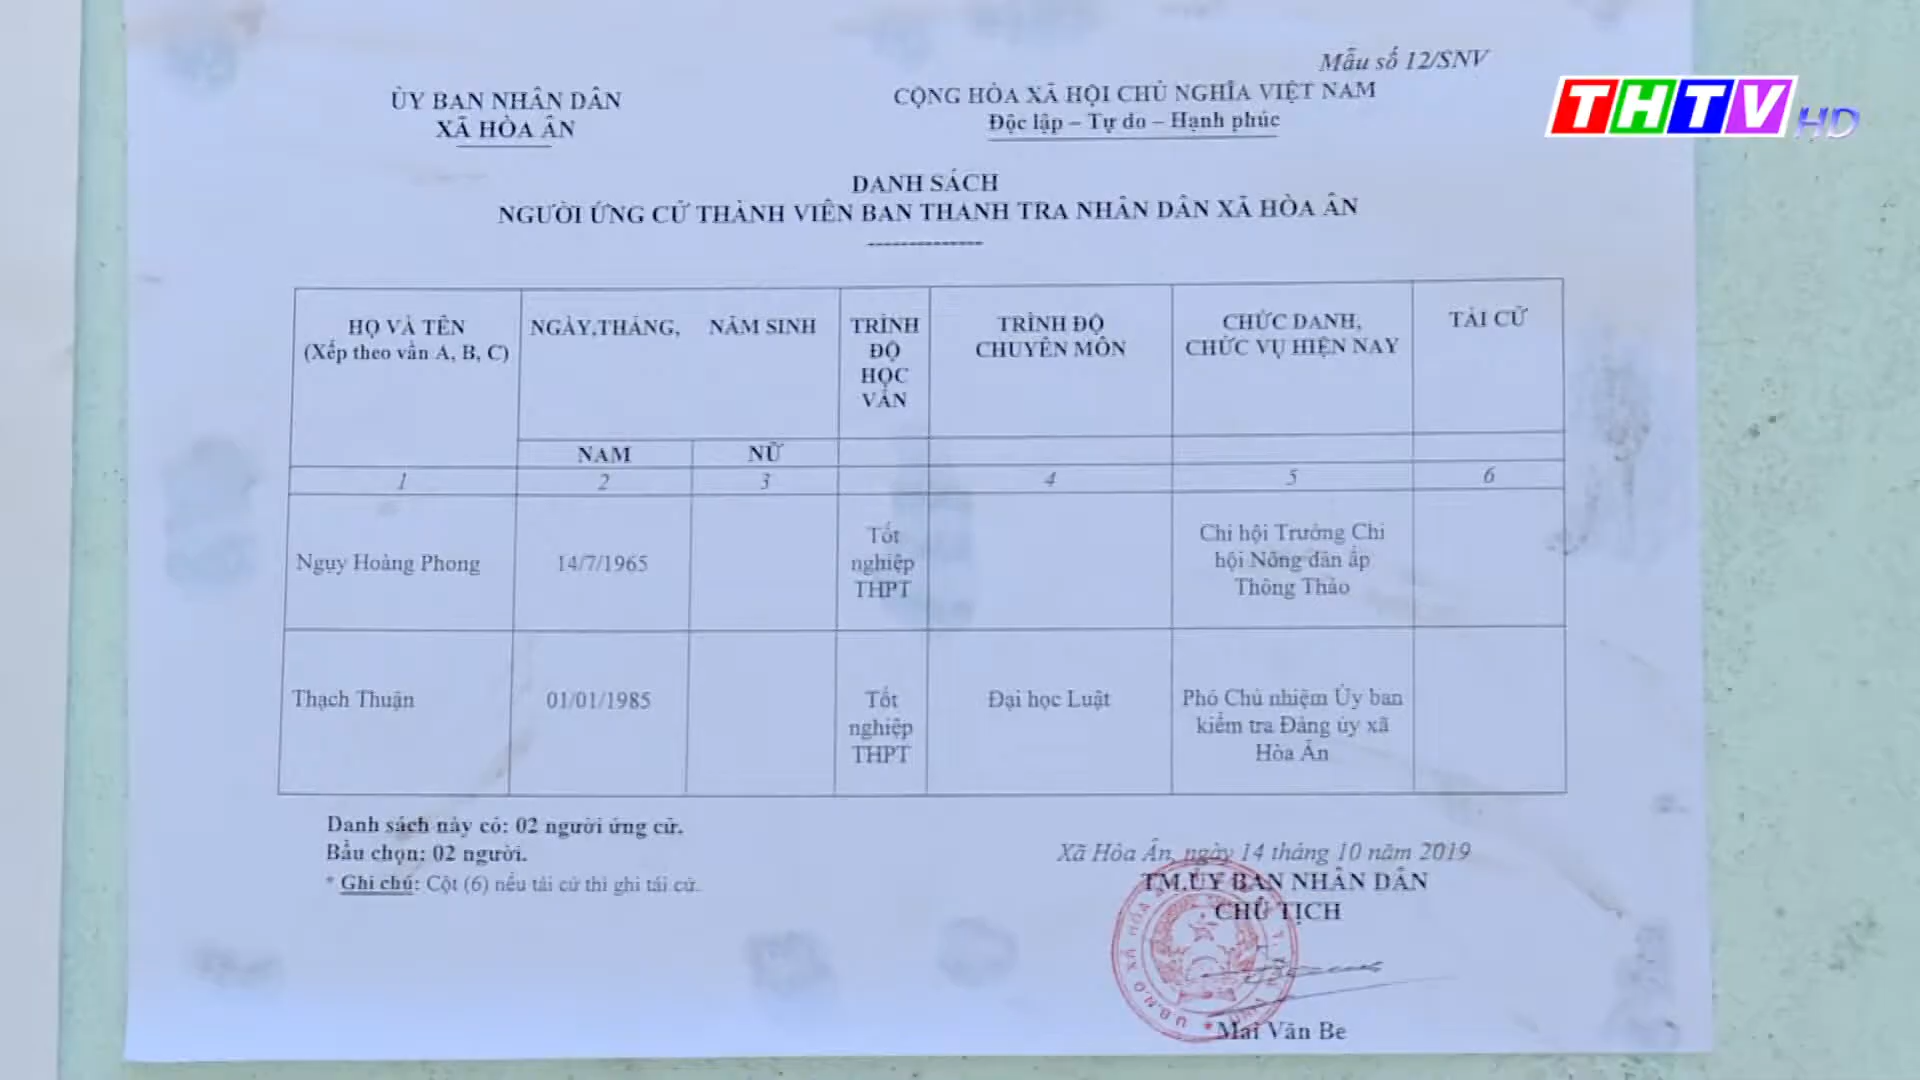 Mẫu số 12/SNV
THTV HD
ỦY BAN NHÂN DÂN
XÃ HÒA ÂN
CỘNG HÒA XÃ HỘI CHỦ NGHĨA VIỆT NAM
Độc lập – Tự do – Hạnh phúc
DANH SÁCH
NGƯỜI ỨNG CỬ THÀNH VIÊN BAN THANH TRA NHÂN DÂN XÃ HÒA ÂN
---------------
HỌ VÀ TÊN
(Xếp theo vần A, B, C)
NGÀY,THÁNG, NĂM SINH
TRÌNH
ĐỘ
HỌC
VẤN
TRÌNH ĐỘ
CHUYÊN MÔN
CHỨC DANH,
CHỨC VỤ HIỆN NAY
TÁI CỬ
NAM
NỮ
1 2 3 4 5 6
Ngụy Hoàng Phong
14/7/1965
Tốt
nghiệp
THPT
Chi hội Trưởng Chi
hội Nông dân ấp
Thông Thảo
Thạch Thuận
01/01/1985
Tốt
nghiệp
THPT
Đại học Luật
Phó Chủ nhiệm Ủy ban
kiểm tra Đảng ủy xã
Hòa Ân
Danh sách này có: 02 người ứng cử.
Bầu chọn: 02 người.
* Ghi chú: Cột (6) nếu tái cử thì ghi tái cử.
Xã Hòa Ân, ngày 14 tháng 10 năm 2019
TM.ỦY BAN NHÂN DÂN
CHỦ TỊCH
U.B.N.D XÃ HÒA
Mai Văn Be